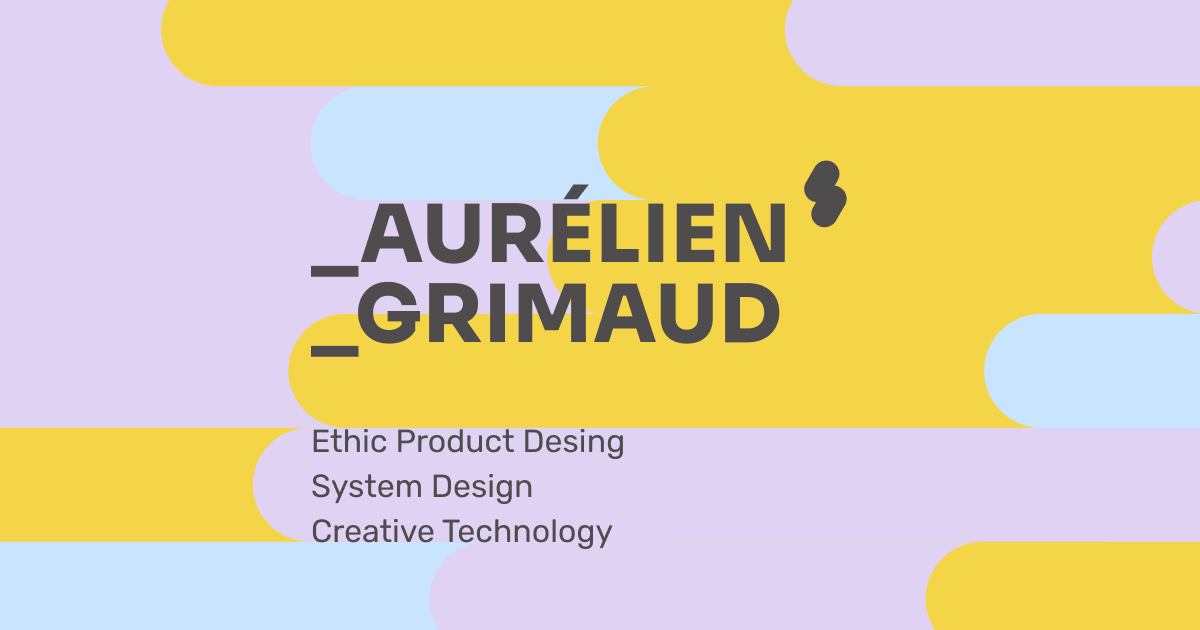 _AURÉLIEN
_GRIMAUD
Ethic Product Desing
System Design
Creative Technology